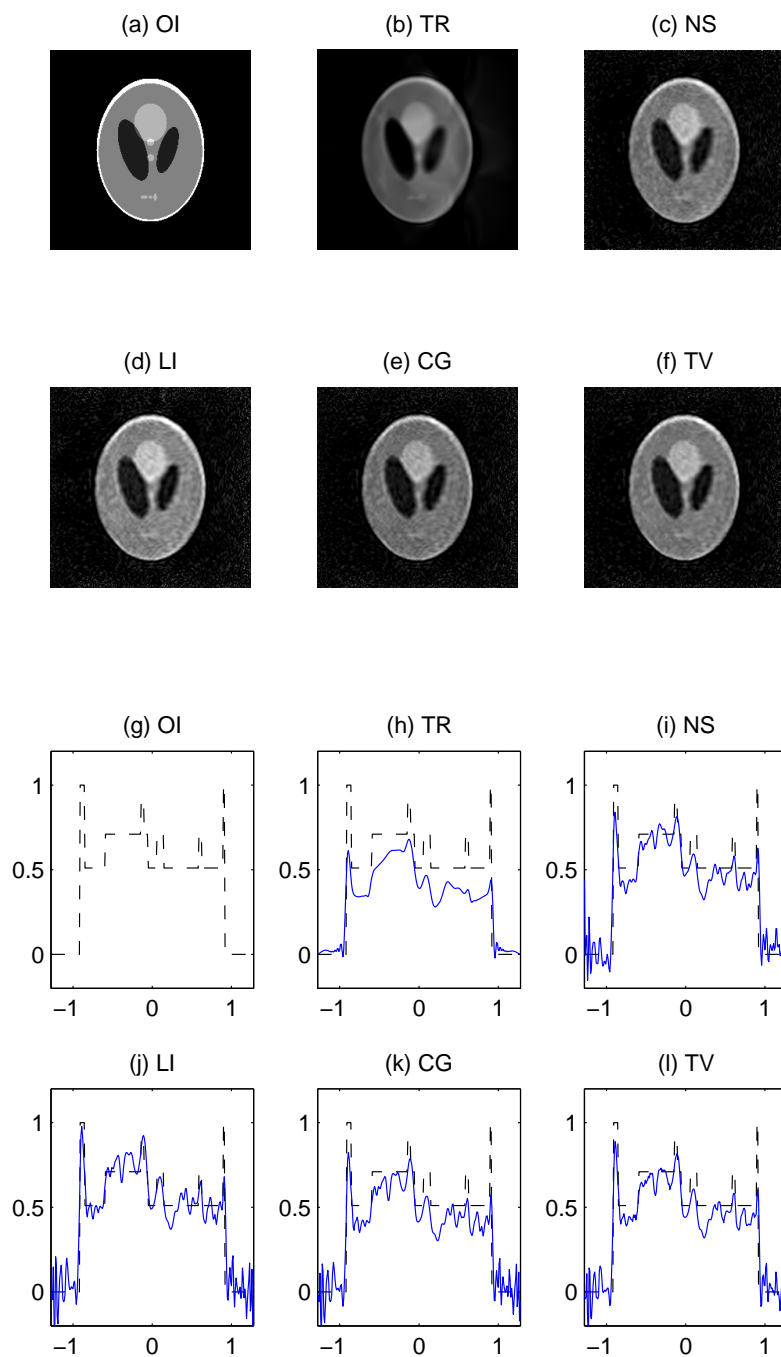 (a) OI
(b) TR
(c) NS
(d) LI
(e) CG
(f) TV
(g) OI
(h) TR
(i) NS
1
0.5
0
−1 0 1
1
0.5
0
−1 0 1
1
0.5
0
−1 0 1
(j) LI
(k) CG
(l) TV
1
0.5
0
−1 0 1
1
0.5
0
−1 0 1
1
0.5
0
−1 0 1